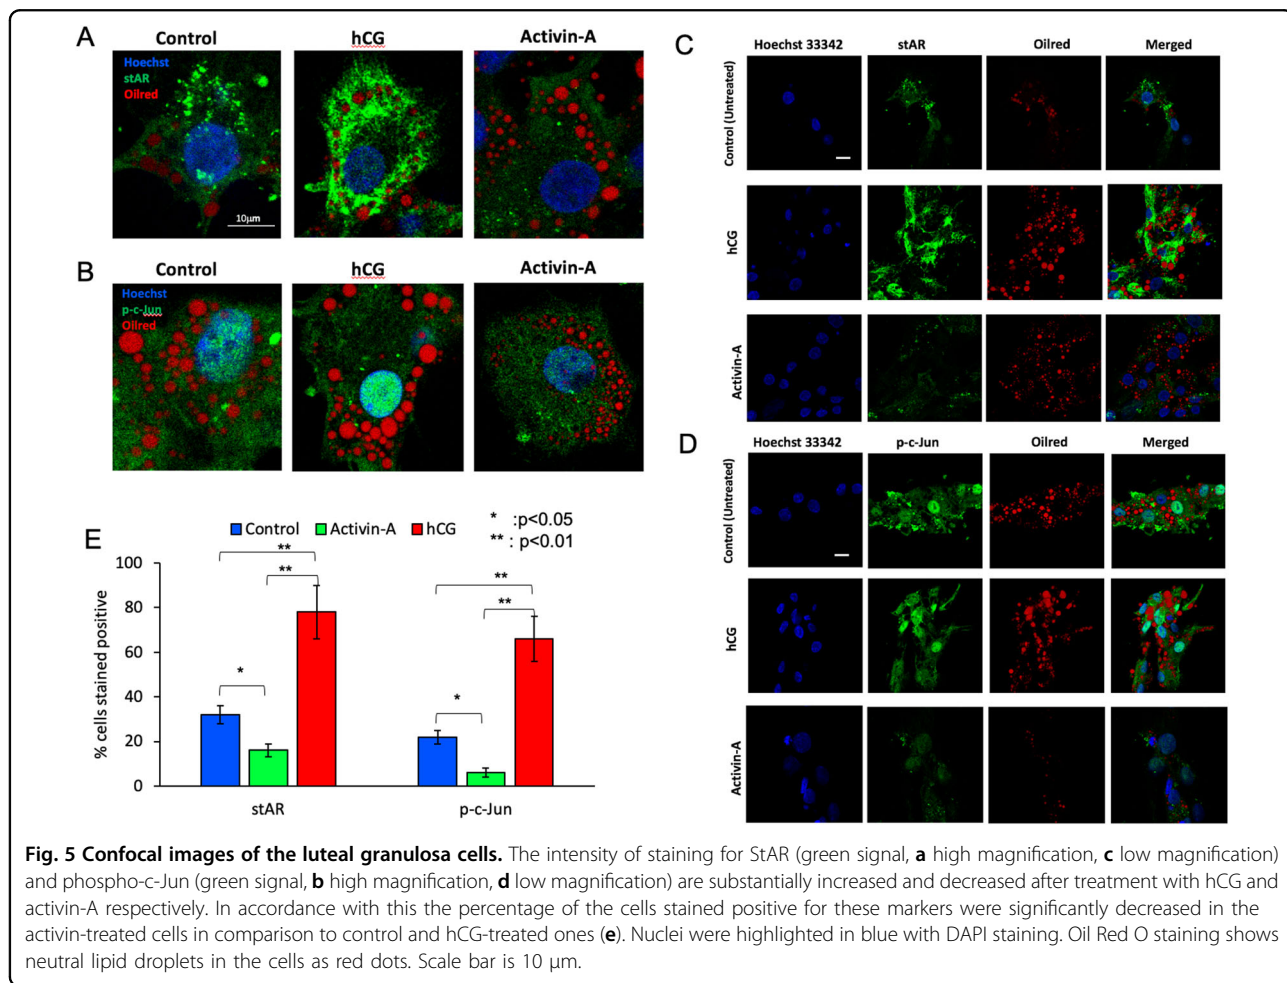 A
Control
hCG
Activin-A
Hoechst
stAR
Oilred
10μm
B
Control
hCG
Activin-A
Hoechst
p-c-Jun
Oilred
C
Hoechst 33342 stAR Oilred Merged
Control (Untreated)
hCG
Activin-A
D
Hoechst 33342 p-c-Jun Oilred Merged
Control (Untreated)
hCG
Activin-A
E
Control Activin-A hCG
* :p<0.05
** : p<0.01
% cells stained positive
100
80
60
40
20
0
**
**
*
**
**
*
stAR
p-c-Jun
Fig. 5 Confocal images of the luteal granulosa cells. The intensity of staining for StAR (green signal, a high magnification, c low magnification)
and phospho-c-Jun (green signal, b high magnification, d low magnification) are substantially increased and decreased after treatment with hCG and
activin-A respectively. In accordance with this the percentage of the cells stained positive for these markers were significantly decreased in the
activin-treated cells in comparison to control and hCG-treated ones (e). Nuclei were highlighted in blue with DAPI staining. Oil Red O staining shows
neutral lipid droplets in the cells as red dots. Scale bar is 10 μm.